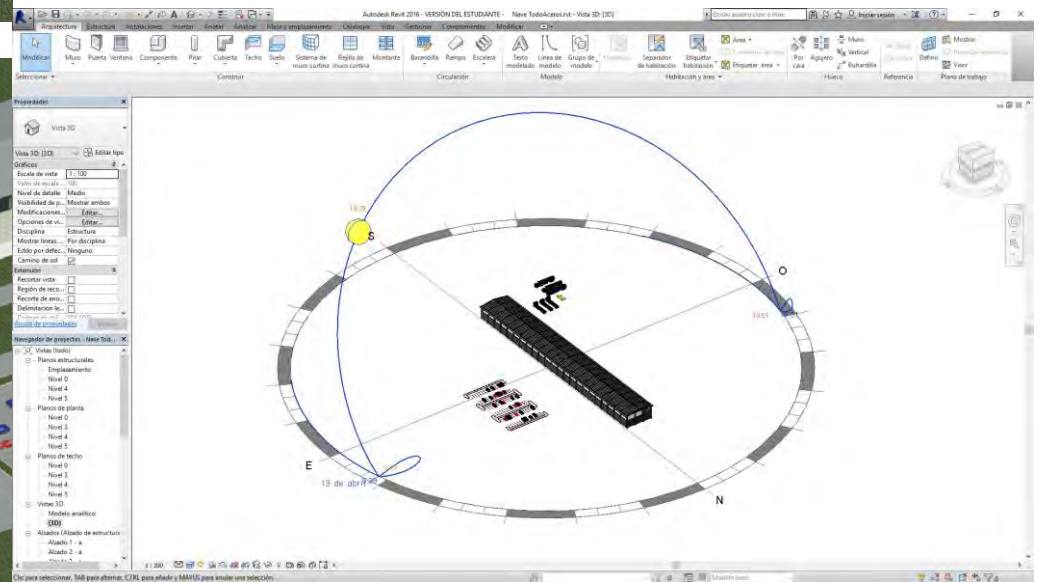 Autodesk Revit 2016 - VERSIÓN DEL ESTUDIANTE - Nave TodoAceros.rvt - Vista 3D: {3D}
Iniciar sesión
Arquitectura Estructura Instalaciones Insertar Anotar Analizar Masa y emplazamiento Colaborar Vista Gestionar Complementos Modificar
Modificar
Muro
Puerta
Ventana
Componente
Pilar
Cubierta
Techo
Suelo
Sistema de muro cortina
Rejilla de muro cortina
Montante
Barandilla
Rampa
Escalera
Texto modelado
Línea de modelo
Grupo de modelo
Separador de habitación
Etiquetar habitación
Área
Etiquetar área
Por cara
Agujero
Muro
Vertical
Buhardilla
Definir
Mostrar
Visor
Seleccionar
Construir
Circulación
Modelo
Habitación y área
Hueco
Referencia
Plano de trabajo
Propiedades
Vista 3D
Vista 3D: {3D}
Editar tipo
Gráficos
Escala de vista 1 : 100
Valor de escala ... 100
Nivel de detalle Medio
Visibilidad de p... Mostrar ambos
Modificaciones... Editar...
Opciones de vi... Editar...
Disciplina Estructura
Mostrar líneas ... Por disciplina
Estilo por defec... Ninguno
Camino de sol
Extensión
Recortar vista
Región de reco...
Recorte de ano...
Delimitación le...
Ayuda de propiedades
Navegador de proyectos - Nave Tod...
Vistas (todo)
Planos estructurales
Emplazamiento
Nivel 0
Nivel 4
Nivel 5
Planos de planta
Nivel 0
Nivel 3
Nivel 4
Nivel 5
Planos de techo
Nivel 0
Nivel 3
Nivel 4
Nivel 5
Vistas 3D
Modelo analítico
{3D}
Alzados (Alzado de estructura
Alzado 1 - a
Alzado 2 - a
S
O
E
13 de abril
N
1 : 100
Clic para seleccionar, TAB para alternar, CTRL para añadir y MAYÚS para anular una selección.
Modelo base